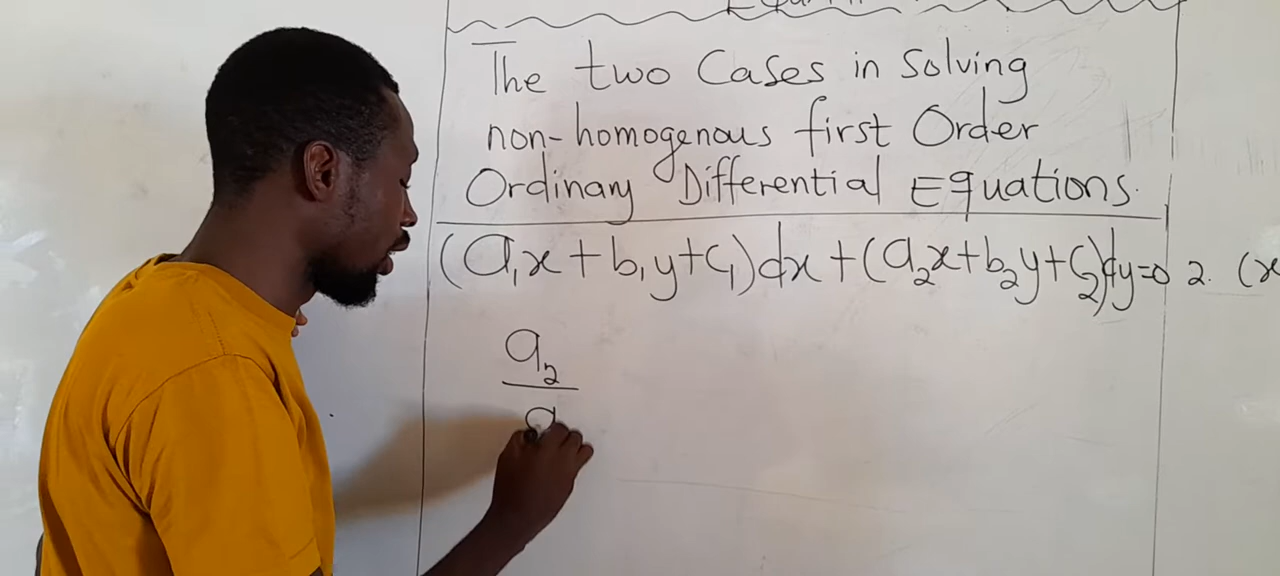 The two Cases in Solving
non-homogenous first Order
Ordinary Differential Equations.
(a₁x+b₁y+c₁)dx+(a₂x+b₂y+c₂)dy=0 2. (x
a₂
a